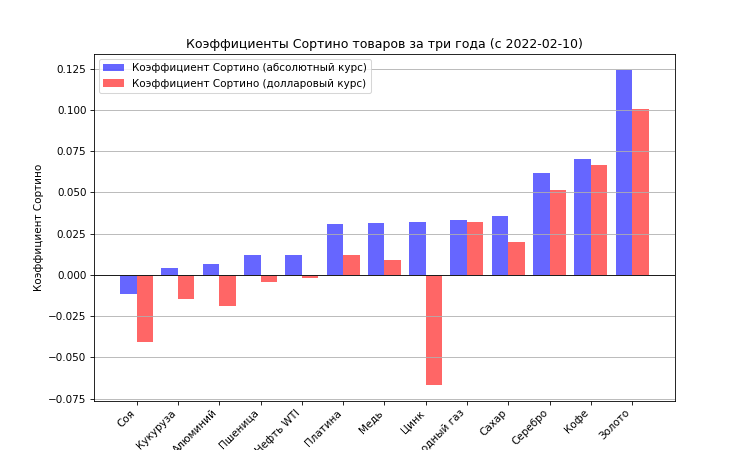 Коэффициенты Сортино товаров за три года (с 2022-02-10)
Коэффициент Сортино (абсолютный курс)
Коэффициент Сортино (долларовый курс)
Коэффициент Сортино
0.125
0.100
0.075
0.050
0.025
0.000
−0.025
−0.050
−0.075
Соя
Кукуруза
Алюминий
Пшеница
Нефть WTI
Платина
Медь
Цинк
газ
Сахар
Серебро
Кофе
Золото